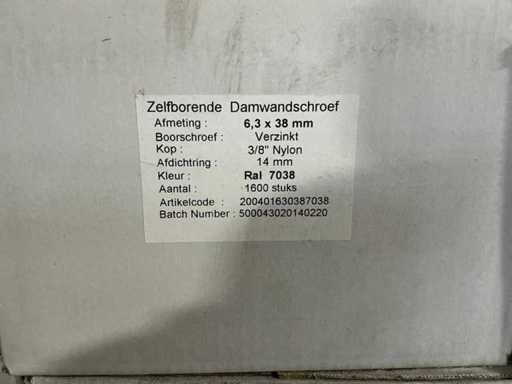 Zelfborende Damwandschroef
Afmeting : 6,3 x 38 mm
Boorschroef : Verzinkt
Kop : 3/8" Nylon
Afdichtring : 14 mm
Kleur : Ral 7038
Aantal : 1600 stuks
Artikelcode : 200401630387038
Batch Number : 500043020140220